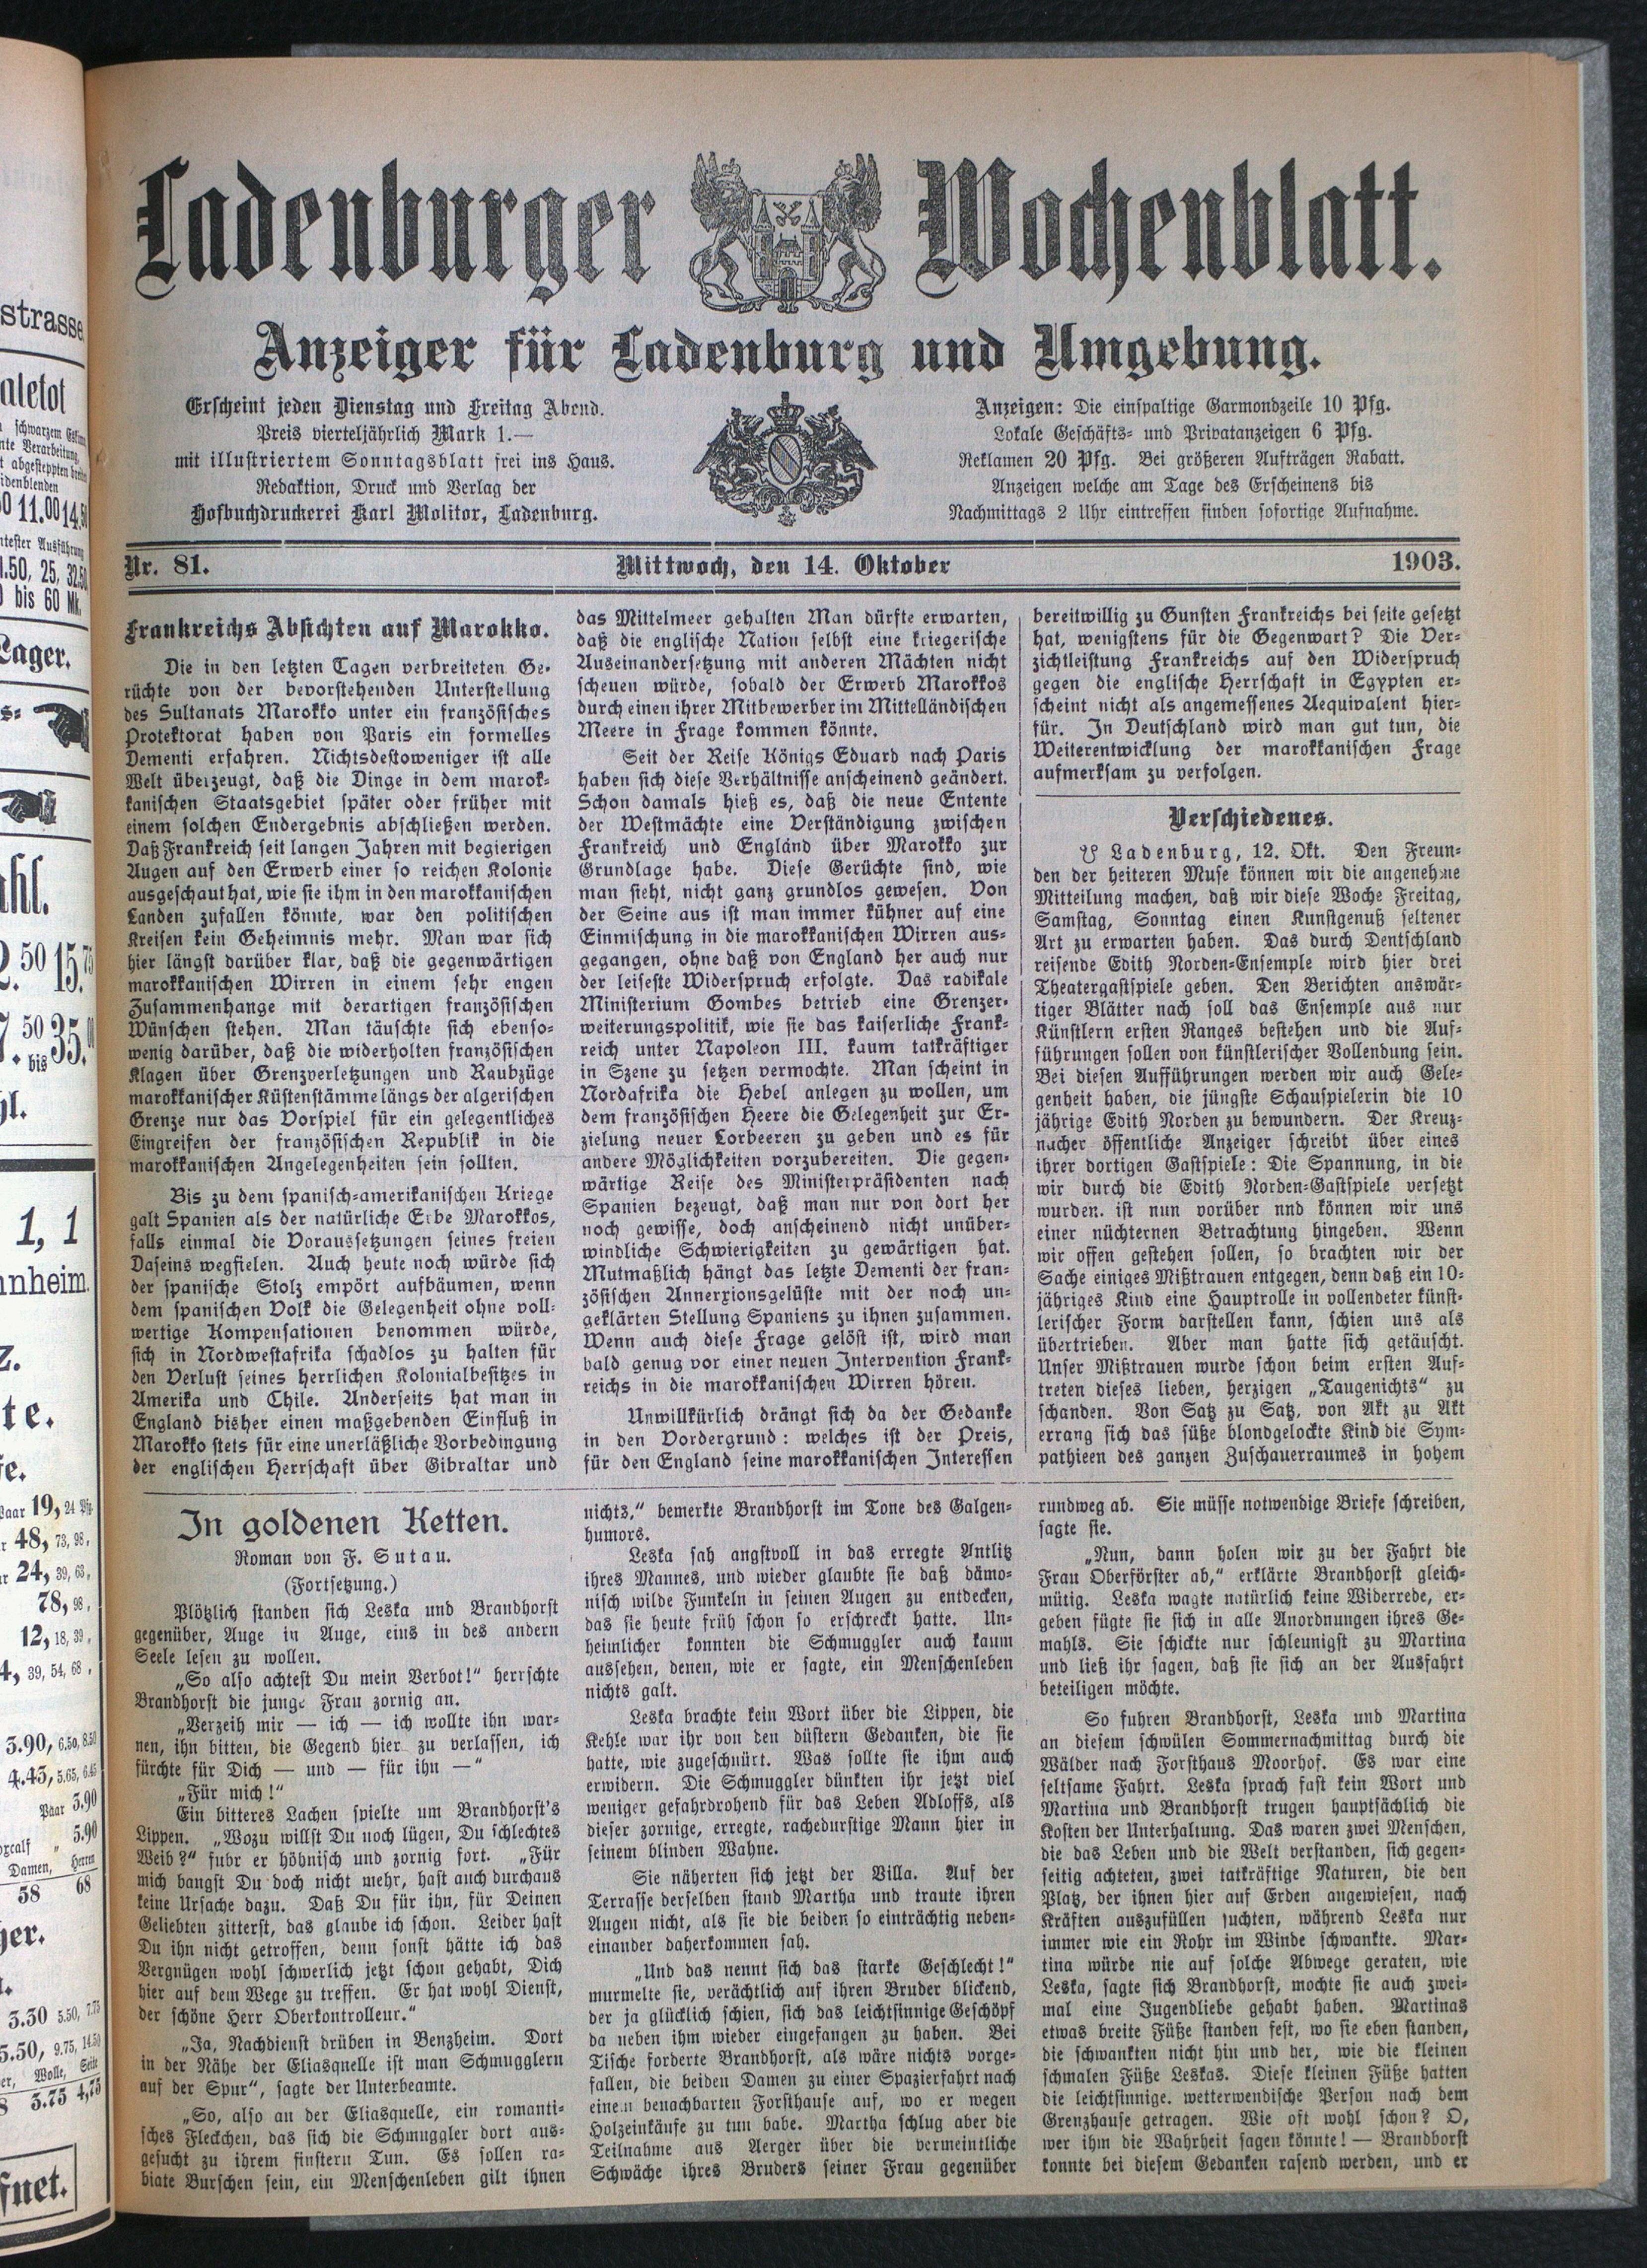 Ladenburger Wochenblatt.
Anzeiger für Ladenburg und Umgebung.
Erscheint jeden Dienstag und Freitag Abend.
Preis vierteljährlich Mark 1.—
mit illustriertem Sonntagsblatt frei ins Haus.
Redaktion, Druck und Verlag der
Hofbuchdruckerei Karl Molitor, Ladenburg.
Anzeigen: Die einspaltige Garmondzeile 10 Pfg.
Lokale Geschäfts- und Privatanzeigen 6 Pfg.
Reklamen 20 Pfg. Bei größeren Aufträgen Rabatt.
Anzeigen welche am Tage des Erscheinens bis
Nachmittags 2 Uhr eintreffen finden sofortige Aufnahme.
Nr. 81. Mittwoch, den 14. Oktober 1903.
Frankreichs Absichten auf Marokko.
Die in den letzten Tagen verbreiteten Ge-
rüchte von der bevorstehenden Unterstellung
des Sultanats Marokko unter ein französisches
Protektorat haben von Paris ein formelles
Dementi erfahren. Nichtsdestoweniger ist alle
Welt überzeugt, daß die Dinge in dem marok-
kanischen Staatsgebiet später oder früher mit
einem solchen Endergebnis abschließen werden.
Daß Frankreich seit langen Jahren mit begierigen
Augen auf den Erwerb einer so reichen Kolonie
ausgeschaut hat, wie sie ihm in den marokkanischen
Landen zufallen könnte, war den politischen
Kreisen kein Geheimnis mehr. Man war sich
hier längst darüber klar, daß die gegenwärtigen
marokkanischen Wirren in einem sehr engen
Zusammenhange mit derartigen französischen
Wünschen stehen. Man täuschte sich ebenso-
wenig darüber, daß die widerholten französischen
Klagen über Grenzverletzungen und Raubzüge
marokkanischer Küstenstämme längs der algerischen
Grenze nur das Vorspiel für ein gelegentliches
Eingreifen der französischen Republik in die
marokkanischen Angelegenheiten sein sollten.
Bis zu dem spanisch-amerikanischen Kriege
galt Spanien als der natürliche Erbe Marokkos,
falls einmal die Voraussetzungen seines freien
Daseins wegfielen. Auch heute noch würde sich
der spanische Stolz empört aufbäumen, wenn
dem spanischen Volk die Gelegenheit ohne voll-
wertige Kompensationen benommen würde,
sich in Nordwestafrika schadlos zu halten für
den Verlust seines herrlichen Kolonialbesitzes in
Amerika und Chile. Anderseits hat man in
England bisher einen maßgebenden Einfluß in
Marokko stets für eine unerläßliche Vorbedingung
der englischen Herrschaft über Gibraltar und
das Mittelmeer gehalten Man dürfte erwarten,
daß die englische Nation selbst eine kriegerische
Auseinandersetzung mit anderen Mächten nicht
scheuen würde, sobald der Erwerb Marokkos
durch einen ihrer Mitbewerber im Mittelländischen
Meere in Frage kommen könnte.
Seit der Reise Königs Eduard nach Paris
haben sich diese Verhältnisse anscheinend geändert.
Schon damals hieß es, daß die neue Entente
der Westmächte eine Verständigung zwischen
Frankreich und England über Marokko zur
Grundlage habe. Diese Gerüchte sind, wie
man sieht, nicht ganz grundlos gewesen. Von
der Seine aus ist man immer kühner auf eine
Einmischung in die marokkanischen Wirren aus-
gegangen, ohne daß von England her auch nur
der leiseste Widerspruch erfolgte. Das radikale
Ministerium Gombes betrieb eine Grenzer-
weiterungspolitik, wie sie das kaiserliche Frank-
reich unter Napoleon III. kaum tatkräftiger
in Szene zu setzen vermochte. Man scheint in
Nordafrika die Hebel anlegen zu wollen, um
dem französischen Heere die Gelegenheit zur Er-
zielung neuer Lorbeeren zu geben und es für
andere Möglichkeiten vorzubereiten. Die gegen-
wärtige Reise des Ministerpräsidenten nach
Spanien bezeugt, daß man nur von dort her
noch gewisse, doch anscheinend nicht unüber-
windliche Schwierigkeiten zu gewärtigen hat.
Mutmaßlich hängt das letzte Dementi der fran-
zösischen Annerxionsgelüste mit der noch un-
geklärten Stellung Spaniens zu ihnen zusammen.
Wenn auch diese Frage gelöst ist, wird man
bald genug vor einer neuen Intervention Frank-
reichs in die marokkanischen Wirren hören.
Unwillkürlich drängt sich da der Gedanke
in den Vordergrund: welches ist der Preis,
für den England seine marokkanischen Interessen
bereitwillig zu Gunsten Frankreichs bei seite gesetzt
hat, wenigstens für die Gegenwart? Die Ver-
zichtleistung Frankreichs auf den Widerspruch
gegen die englische Herrschaft in Egypten er-
scheint nicht als angemessenes Aequivalent hier-
für. In Deutschland wird man gut tun, die
Weiterentwicklung der marokkanischen Frage
aufmerksam zu verfolgen.
Verschiedenes.
Ladenburg, 12. Okt. Den Freun-
den der heiteren Muse können wir die angenehme
Mitteilung machen, daß wir diese Woche Freitag,
Samstag, Sonntag einen Kunstgenuß seltener
Art zu erwarten haben. Das durch Dentschland
reisende Edith Norden-Ensemple wird hier drei
Theatergastspiele geben. Den Berichten answär-
tiger Blätter nach soll das Ensemple aus nur
Künstlern ersten Ranges bestehen und die Auf-
führungen sollen von künstlerischer Vollendung sein.
Bei diesen Aufführungen werden wir auch Gele-
genheit haben, die jüngste Schauspielerin die 10
jährige Edith Norden zu bewundern. Der Kreuz-
nacher öffentliche Anzeiger schreibt über eines
ihrer dortigen Gastspiele: Die Spannung, in die
wir durch die Edith Norden-Gastspiele versetzt
wurden. ist nun vorüber nnd können wir uns
einer nüchternen Betrachtung hingeben. Wenn
wir offen gestehen sollen, so brachten wir der
Sache einiges Mißtrauen entgegen, denn daß ein 10-
jähriges Kind eine Hauptrolle in vollendeter künst-
lerischer Form darstellen kann, schien uns als
übertrieben. Aber man hatte sich getäuscht.
Unser Mißtrauen wurde schon beim ersten Auf-
treten dieses lieben, herzigen „Taugenichts“ zu
schanden. Von Satz zu Satz, von Akt zu Akt
errang sich das süße blondgelockte Kind die Sym-
pathieen des ganzen Zuschauerraumes in hohem
In goldenen Ketten.
Roman von F. Sutau.
(Fortsetzung.)
Plötzlich standen sich Leska und Brandhorst
gegenüber, Auge in Auge, eins in des andern
Seele lesen zu wollen.
„So also achtest Du mein Verbot!“ herrschte
Brandhorst die junge Frau zornig an.
„Verzeih mir — ich — ich wollte ihn war-
nen, ihn bitten, die Gegend hier zu verlassen, ich
fürchte für Dich — und — für ihn —“
„Für mich!“
Ein bitteres Lachen spielte um Brandhorst's
Lippen. „Wozu willst Du noch lügen, Du schlechtes
Weib?“ fuhr er höhnisch und zornig fort. „Für
mich bangst Du doch nicht mehr, hast auch durchaus
keine Ursache dazu. Daß Du für ihn, für Deinen
Geliebten zitterst, das glaube ich schon. Leider hast
Du ihn nicht getroffen, denn sonst hätte ich das
Vergnügen wohl schwerlich jetzt schon gehabt, Dich
hier auf dem Wege zu treffen. Er hat wohl Dienst,
der schöne Herr Oberkontrolleur.“
„Ja, Nachdienst drüben in Benzheim. Dort
in der Nähe der Eliasquelle ist man Schmugglern
auf der Spur“, sagte der Unterbeamte.
„So, also an der Eliasquelle, ein romanti-
sches Fleckchen, das sich die Schmuggler dort aus-
gesucht zu ihrem finstern Tun. Es sollen ra-
biate Burschen sein, ein Menschenleben gilt ihnen
nichts,“ bemerkte Brandhorst im Tone des Galgen-
humors.
Leska sah angstvoll in das erregte Antlitz
ihres Mannes, und wieder glaubte sie daß dämo-
nisch wilde Funkeln in seinen Augen zu entdecken,
das sie heute früh schon so erschreckt hatte. Un-
heimlicher konnten die Schmuggler auch kaum
aussehen, denen, wie er sagte, ein Menschenleben
nichts galt.
Leska brachte kein Wort über die Lippen, die
Kehle war ihr von den düstern Gedanken, die sie
hatte, wie zugeschnürt. Was sollte sie ihm auch
erwidern. Die Schmuggler dünkten ihr jetzt viel
weniger gefahrdrohend für das Leben Adloffs, als
dieser zornige, erregte, rachedurstige Mann hier in
seinem blinden Wahne.
Sie näherten sich jetzt der Villa. Auf der
Terrasse derselben stand Martha und traute ihren
Augen nicht, als sie die beiden so einträchtig neben-
einander daherkommen sah.
„Und das nennt sich das starke Geschlecht!“
murmelte sie, verächtlich auf ihren Bruder blickend,
der ja glücklich schien, sich das leichtsinnige Geschöpf
da neben ihm wieder eingefangen zu haben. Bei
Tische forderte Brandhorst, als wäre nichts vorge-
fallen, die beiden Damen zu einer Spazierfahrt nach
einem benachbarten Forsthause auf, wo er wegen
Holzeinkäufe zu tun habe. Martha schlug aber die
Teilnahme aus Aerger über die vermeintliche
Schwäche ihres Bruders seiner Frau gegenüber
rundweg ab. Sie müsse notwendige Briefe schreiben,
sagte sie.
„Nun, dann holen wir zu der Fahrt die
Frau Oberförster ab,“ erklärte Brandhorst gleich-
mütig. Leska wagte natürlich keine Widerrede, er-
geben fügte sie sich in alle Anordnungen ihres Ge-
mahls. Sie schickte nur schleunigst zu Martina
und ließ ihr sagen, daß sie sich an der Ausfahrt
beteiligen möchte.
So fuhren Brandhorst, Leska und Martina
an diesem schwülen Sommernachmittag durch die
Wälder nach Forsthaus Moorhof. Es war eine
seltsame Fahrt. Leska sprach fast kein Wort und
Martina und Brandhorst trugen hauptsächlich die
Kosten der Unterhaltung. Das waren zwei Menschen,
die das Leben und die Welt verstanden, sich gegen-
seitig achteten, zwei tatkräftige Naturen, die den
Platz, der ihnen hier auf Erden angewiesen, nach
Kräften auszufüllen suchten, während Leska nur
immer wie ein Rohr im Winde schwankte. Mar-
tina würde nie auf solche Abwege geraten, wie
Leska, sagte sich Brandhorst, mochte sie auch zwei-
mal eine Jugendliebe gehabt haben. Martinas
etwas breite Füße standen fest, wo sie eben standen,
die schwankten nicht hin und her, wie die kleinen
schmalen Füße Leskas. Diese kleinen Füße hatten
die leichtsinnige. wetterwendische Person nach dem
Grenzhause getragen. Wie oft wohl schon? O,
wer ihm die Wahrheit sagen könnte! — Brandhorst
konnte bei diesem Gedanken rasend werden, und er